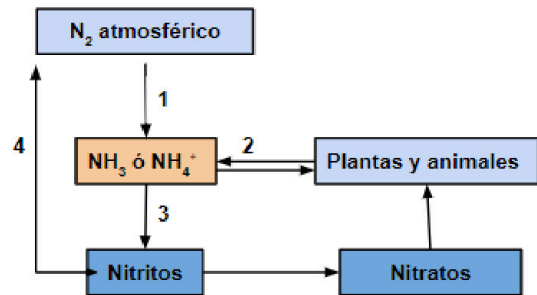 N₂ atmosférico
1
4
2
NH₃ ó NH₄⁺
Plantas y animales
3
Nitritos
Nitratos